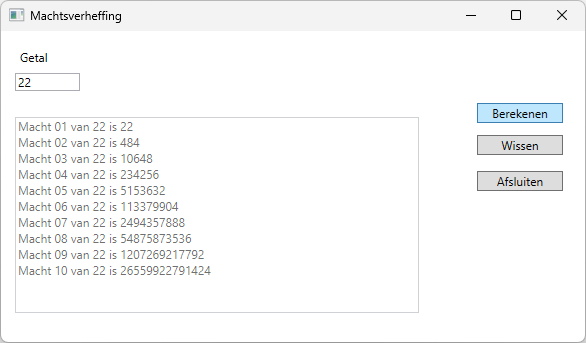 Machtsverheffing
Getal
22
Berekenen
Wissen
Afsluiten
Macht 01 van 22 is 22
Macht 02 van 22 is 484
Macht 03 van 22 is 10648
Macht 04 van 22 is 234256
Macht 05 van 22 is 5153632
Macht 06 van 22 is 113379904
Macht 07 van 22 is 2494357888
Macht 08 van 22 is 54875873536
Macht 09 van 22 is 1207269217792
Macht 10 van 22 is 26559922791424